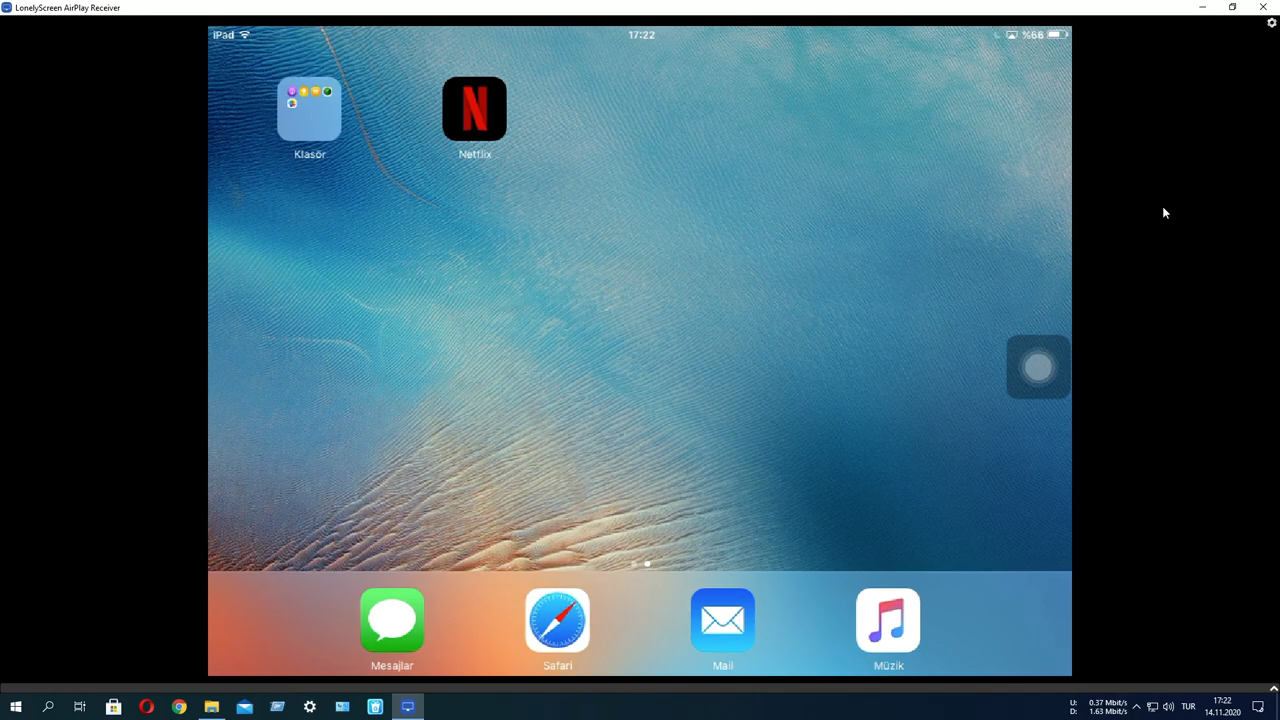 LonelyScreen AirPlay Receiver
iPad 17:22 %66
N
Klasör Netflix
Mesajlar Safari Mail Müzik
U: 0.37 Mbit/s
D: 1.63 Mbit/s
TUR
17:22
14.11.2020